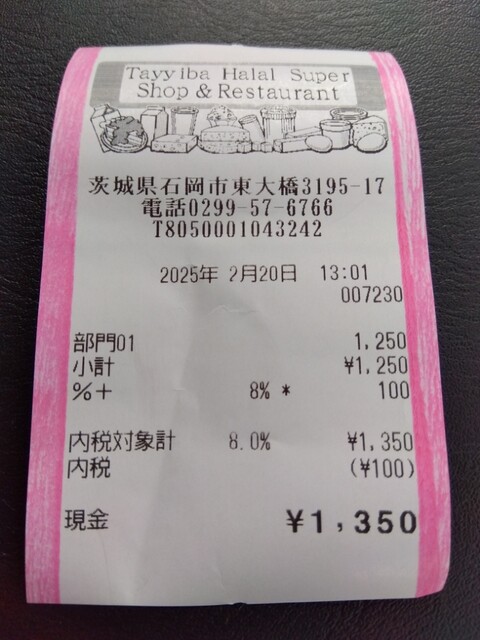 Tayyiba Halal Super
Shop & Restaurant
茨城県石岡市東大橋3195-17
電話0299-57-6766
T8050001043242
2025年 2月20日 13:01
007230
部門01 1,250
小計 ¥1,250
%+ 8% * 100
内税対象計 8.0% ¥1,350
内税 (¥100)
現金 ¥1,350